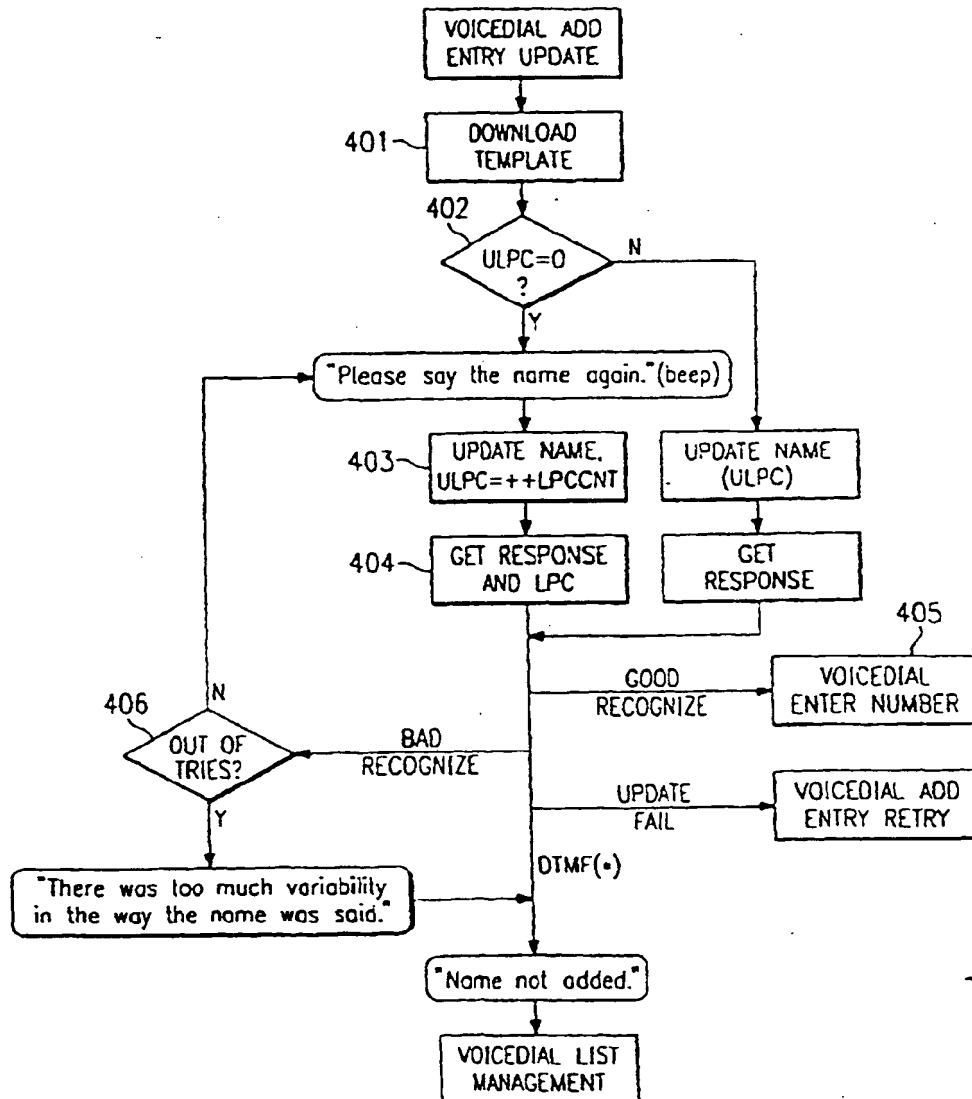 VOICEDIAL ADD
ENTRY UPDATE
401
DOWNLOAD
TEMPLATE
402
ULPC=0
?
N
Y
"Please say the name again."(beep)
403
UPDATE NAME,
ULPC=++LPCCNT
UPDATE NAME
(ULPC)
404
GET RESPONSE
AND LPC
GET
RESPONSE
405
GOOD
RECOGNIZE
VOICEDIAL
ENTER NUMBER
N
406
OUT OF
TRIES?
BAD
RECOGNIZE
Y
UPDATE
FAIL
VOICEDIAL ADD
ENTRY RETRY
DTMF(*)
"There was too much variability
in the way the name was said."
"Name not added."
VOICEDIAL LIST
MANAGEMENT